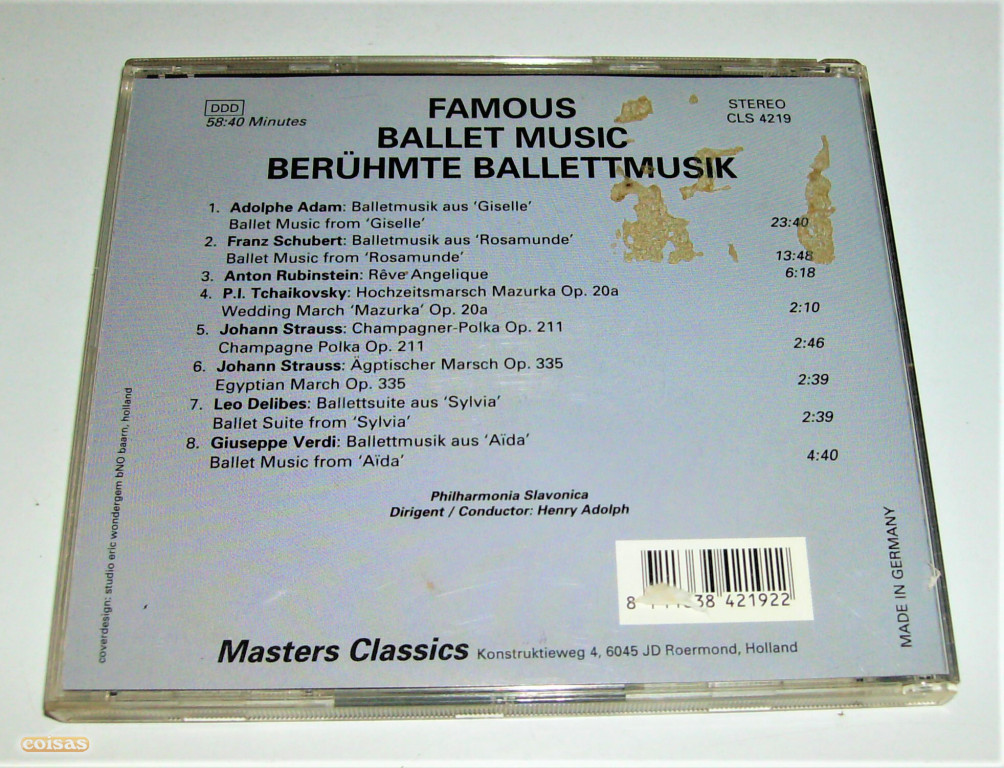 DDD
58:40 Minutes
FAMOUS
BALLET MUSIC
BERÜHMTE BALLETTMUSIK
STEREO
CLS 4219
1. Adolphe Adam: Balletmusik aus 'Giselle'
Ballet Music from 'Giselle' 23:40
2. Franz Schubert: Balletmusik aus 'Rosamunde'
Ballet Music from 'Rosamunde' 13:48
3. Anton Rubinstein: Rêve Angelique 6:18
4. P.I. Tchaikovsky: Hochzeitsmarsch Mazurka Op. 20a
Wedding March 'Mazurka' Op. 20a 2:10
5. Johann Strauss: Champagner-Polka Op. 211
Champagne Polka Op. 211 2:46
6. Johann Strauss: Ägptischer Marsch Op. 335
Egyptian March Op. 335 2:39
7. Leo Delibes: Ballettsuite aus 'Sylvia'
Ballet Suite from 'Sylvia' 2:39
8. Giuseppe Verdi: Ballettmusik aus 'Aïda'
Ballet Music from 'Aïda' 4:40
Philharmonia Slavonica
Dirigent / Conductor: Henry Adolph
coverdesign: studio eric wondergem bNO baarn, holland
MADE IN GERMANY
8 421922
Masters Classics Konstruktieweg 4, 6045 JD Roermond, Holland
coisas